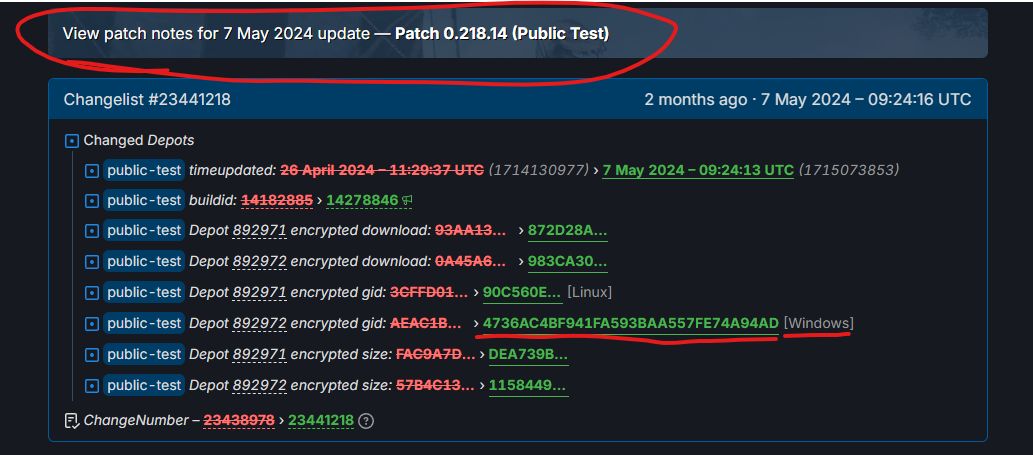 View patch notes for 7 May 2024 update — Patch 0.218.14 (Public Test)
Changelist #23441218 2 months ago · 7 May 2024 – 09:24:16 UTC
Changed Depots
public-test timeupdated: 26 April 2024 – 11:29:37 UTC (1714130977) › 7 May 2024 – 09:24:13 UTC (1715073853)
public-test buildid: 14182885 › 14278846
public-test Depot 892971 encrypted download: 93AA13... › 872D28A...
public-test Depot 892972 encrypted download: 0A45A6... › 983CA30...
public-test Depot 892971 encrypted gid: 3CFFD01... › 90C560E... [Linux]
public-test Depot 892972 encrypted gid: AEAC1B... › 4736AC4BF941FA593BAA557FE74A94AD [Windows]
public-test Depot 892971 encrypted size: FAC9A7D... › DEA739B...
public-test Depot 892972 encrypted size: 57B4C13... › 1158449...
ChangeNumber – 23438978 › 23441218 ?